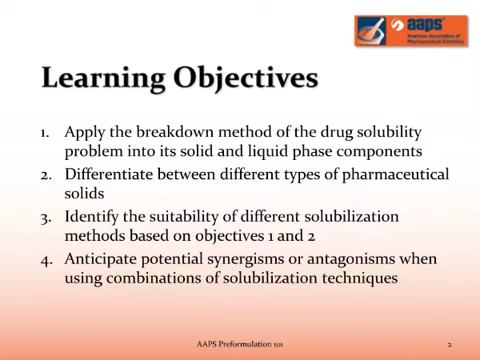 aaps
American Association of
Pharmaceutical Scientists
Learning Objectives
1. Apply the breakdown method of the drug solubility
problem into its solid and liquid phase components
2. Differentiate between different types of pharmaceutical
solids
3. Identify the suitability of different solubilization
methods based on objectives 1 and 2
4. Anticipate potential synergisms or antagonisms when
using combinations of solubilization techniques
AAPS Preformulation 101
2